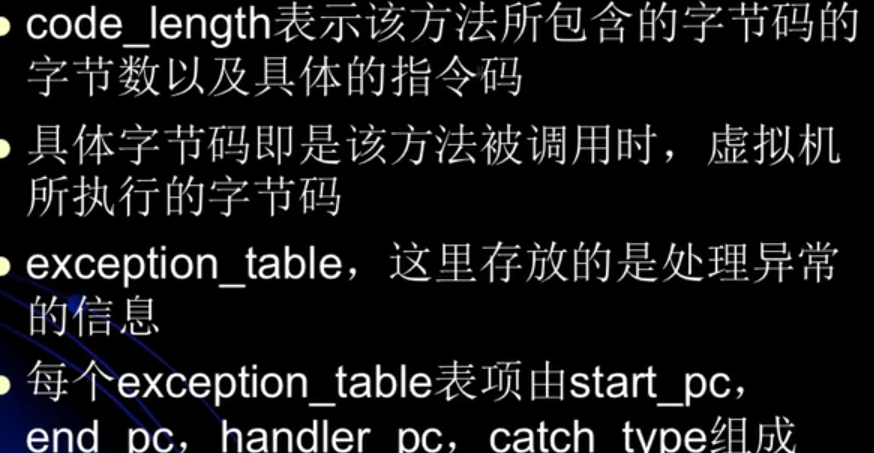 code_length表示该方法所包含的字节码的
字节数以及具体的指令码
具体字节码即是该方法被调用时，虚拟机
所执行的字节码
exception_table，这里存放的是处理异常
的信息
每个exception_table表项由start_pc，
end_pc，handler_pc，catch_type组成